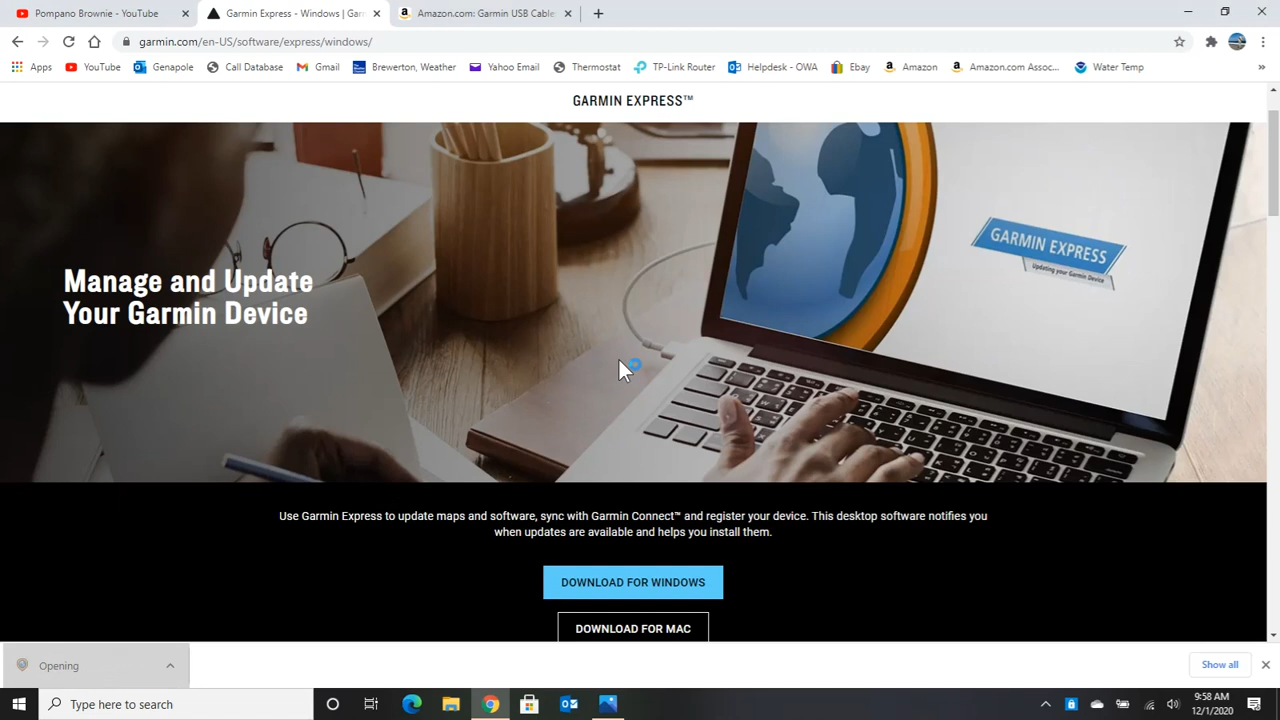 Pompano Brownie - YouTube
Garmin Express - Windows | Gar
Amazon.com: Garmin USB Cable
garmin.com/en-US/software/express/windows/
Apps YouTube Genapole Call Database Gmail Brewerton, Weather Yahoo Email Thermostat TP-Link Router Helpdesk - OWA Ebay Amazon Amazon.com Assoc... Water Temp »
GARMIN EXPRESS™
GARMIN EXPRESS
Updating your Garmin Device
Manage and Update
Your Garmin Device
Use Garmin Express to update maps and software, sync with Garmin Connect™ and register your device. This desktop software notifies you
when updates are available and helps you install them.
DOWNLOAD FOR WINDOWS
DOWNLOAD FOR MAC
Opening
Show all
Type here to search
9:58 AM
12/1/2020